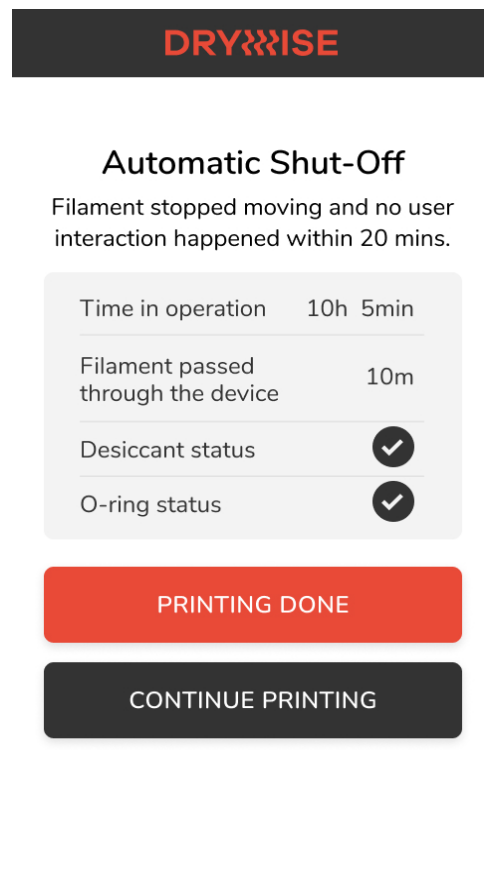 DRYWISE
Automatic Shut-Off
Filament stopped moving and no user
interaction happened within 20 mins.
Time in operation 10h 5min
Filament passed
through the device 10m
Desiccant status
O-ring status
PRINTING DONE
CONTINUE PRINTING